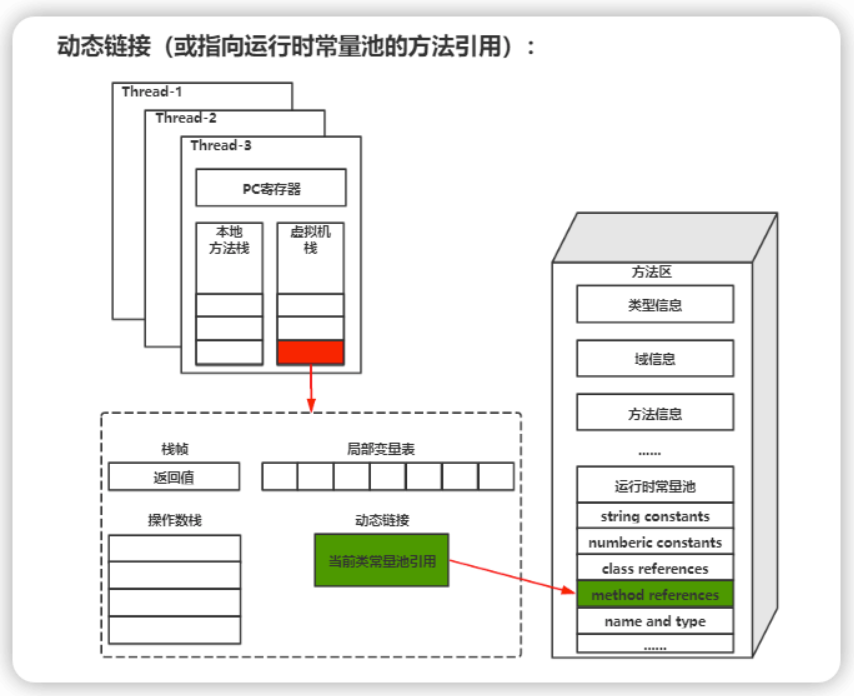 动态链接（或指向运行时常量池的方法引用）：
Thread-1
Thread-2
Thread-3
PC寄存器
本地
方法栈
虚拟机
栈
方法区
类型信息
域信息
方法信息
......
运行时常量池
string constants
numberic constants
class references
method references
name and type
......
栈帧
返回值
局部变量表
操作数栈
动态链接
当前类常量池引用